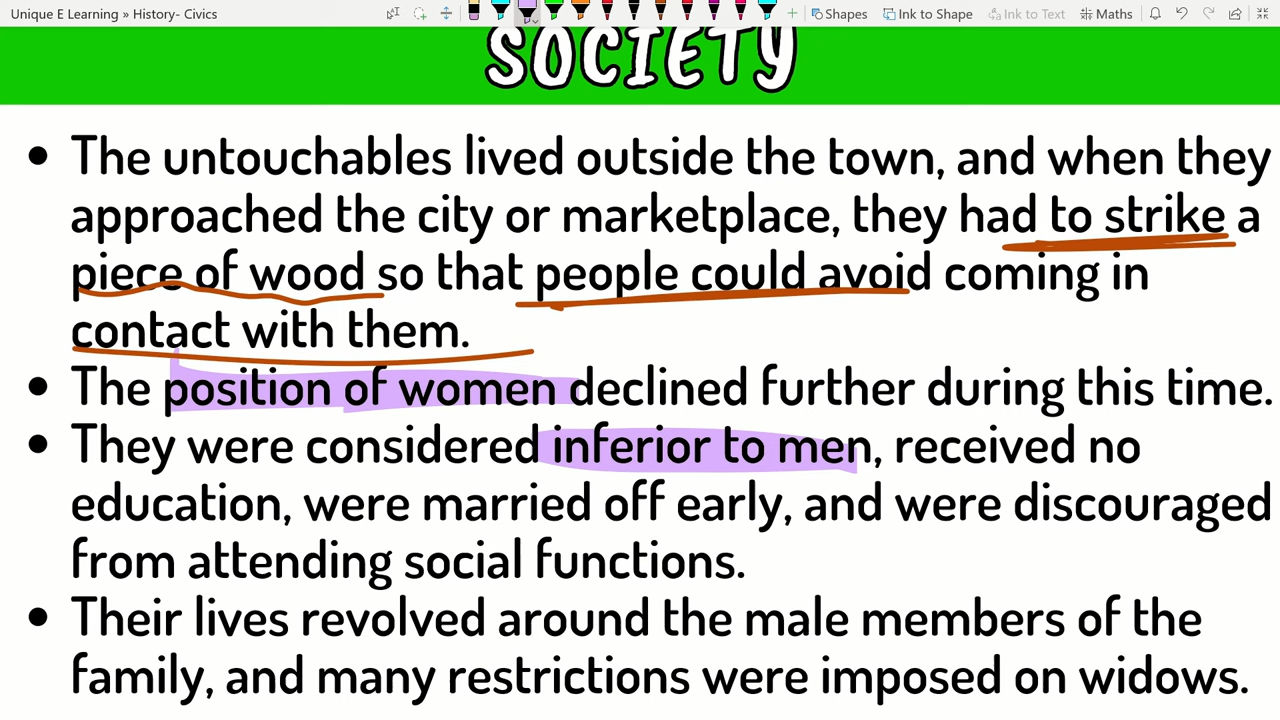 Unique E Learning » History- Civics
Shapes Ink to Shape Ink to Text Maths
SOCIETY
• The untouchables lived outside the town, and when they
approached the city or marketplace, they had to strike a
piece of wood so that people could avoid coming in
contact with them.
• The position of women declined further during this time.
• They were considered inferior to men, received no
education, were married off early, and were discouraged
from attending social functions.
• Their lives revolved around the male members of the
family, and many restrictions were imposed on widows.